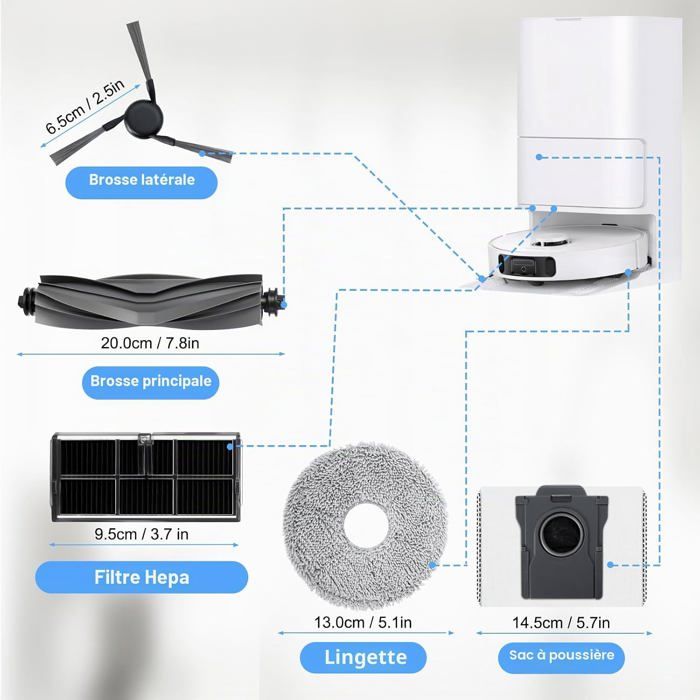 6.5cm / 2.5in
Brosse latérale
20.0cm / 7.8in
Brosse principale
9.5cm / 3.7 in
Filtre Hepa
13.0cm / 5.1in
Lingette
14.5cm / 5.7in
Sac à poussière